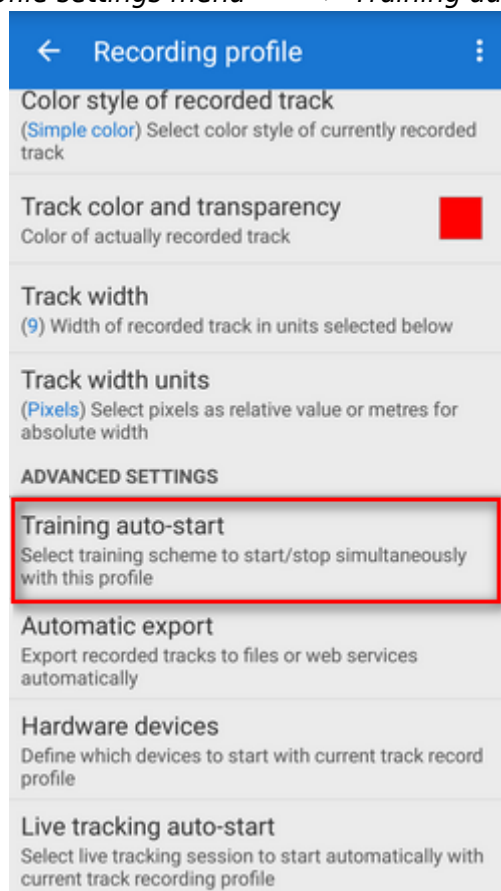 file settings menu
Training au
Recording profile
Color style of recorded track
(Simple color) Select color style of currently recorded
track
Track color and transparency
Color of actually recorded track
Track width
(9) Width of recorded track in units selected below
Track width units
(Pixels) Select pixels as relative value or metres for
absolute width
ADVANCED SETTINGS
Training auto-start
Select training scheme to start/stop simultaneously
with this profile
Automatic export
Export recorded tracks to files or web services
automatically
Hardware devices
Define which devices to start with current track record
profile
Live tracking auto-start
Select live tracking session to start automatically with
current track recording profile